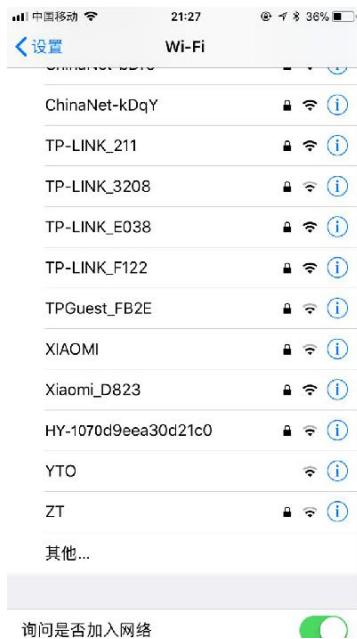 中国移动 21:27 36%
设置 Wi-Fi
ChinaNet-kDqY
TP-LINK_211
TP-LINK_3208
TP-LINK_E038
TP-LINK_F122
TPGuest_FB2E
XIAOMI
Xiaomi_D823
HY-1070d9eea30d21c0
YTO
ZT
其他...
询问是否加入网络